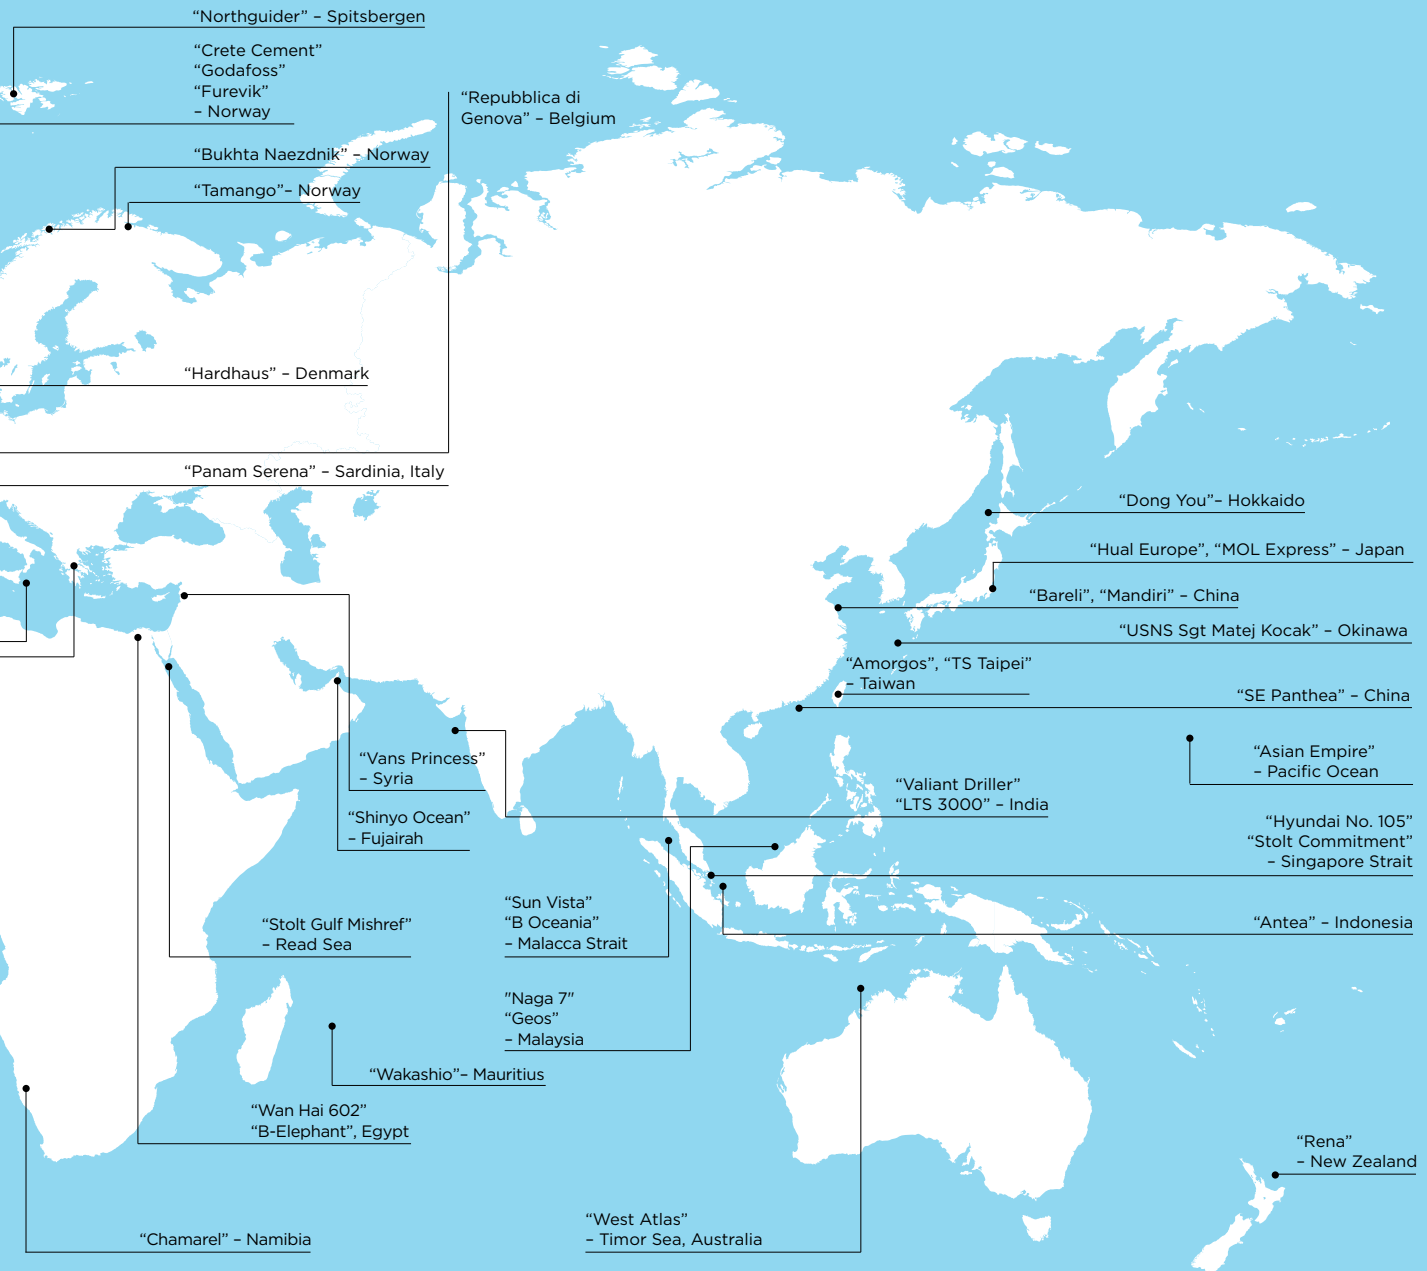 “Northguider” – Spitsbergen
“Crete Cement”
“Godafoss”
“Furevik”
– Norway
“Repubblica di
Genova” – Belgium
“Bukhta Naezdnik” – Norway
“Tamango”– Norway
“Hardhaus” – Denmark
“Panam Serena” – Sardinia, Italy
“Dong You”– Hokkaido
“Hual Europe”, “MOL Express” – Japan
“Bareli”, “Mandiri” – China
“USNS Sgt Matej Kocak” – Okinawa
“Amorgos”, “TS Taipei”
– Taiwan
“SE Panthea” – China
“Asian Empire”
– Pacific Ocean
“Vans Princess”
– Syria
“Valiant Driller”
“LTS 3000” – India
“Shinyo Ocean”
– Fujairah
“Hyundai No. 105”
“Stolt Commitment”
– Singapore Strait
“Sun Vista”
“B Oceania”
– Malacca Strait
“Stolt Gulf Mishref”
– Read Sea
“Antea” – Indonesia
"Naga 7"
“Geos”
– Malaysia
“Wakashio”– Mauritius
“Wan Hai 602”
“B-Elephant”, Egypt
“Rena”
– New Zealand
“West Atlas”
– Timor Sea, Australia
“Chamarel” – Namibia